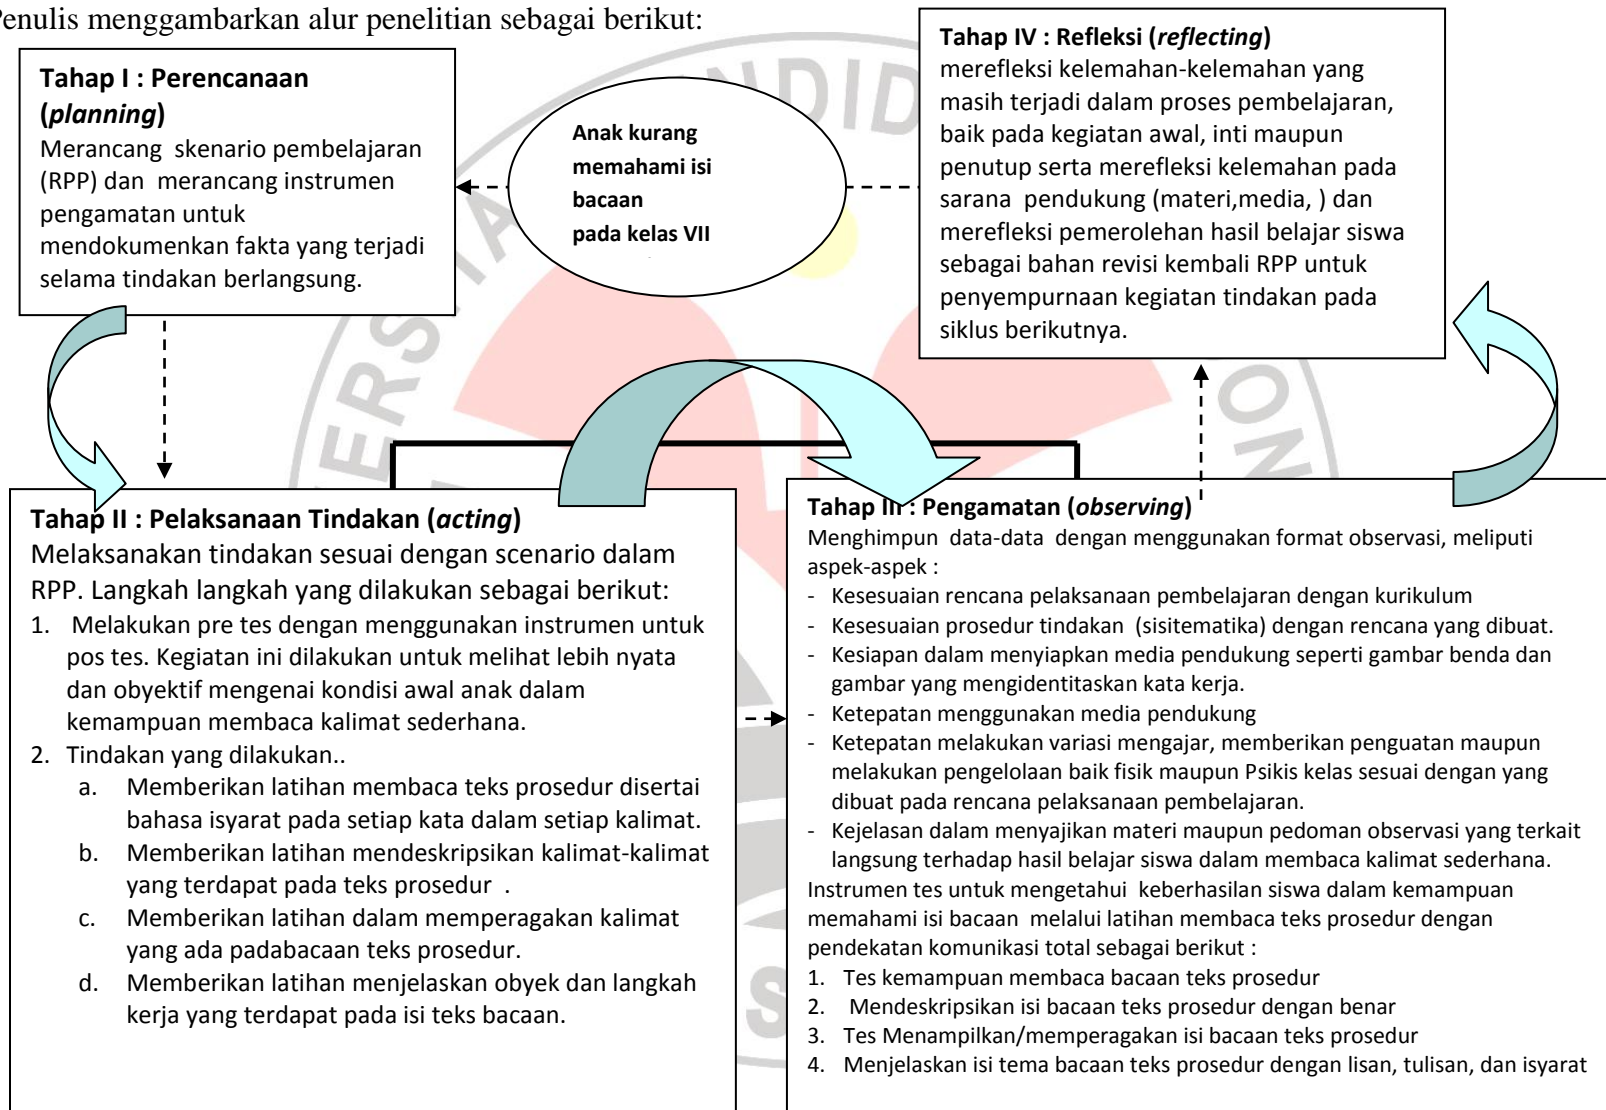 Penulis menggambarkan alur penelitian sebagai berikut:
Tahap I : Perencanaan
(planning)
Merancang skenario pembelajaran
(RPP) dan merancang instrumen
pengamatan untuk
mendokumenkan fakta yang terjadi
selama tindakan berlangsung.
Anak kurang
memahami isi
bacaan
pada kelas VII
Tahap IV : Refleksi (reflecting)
merefleksi kelemahan-kelemahan yang
masih terjadi dalam proses pembelajaran,
baik pada kegiatan awal, inti maupun
penutup serta merefleksi kelemahan pada
sarana pendukung (materi,media, ) dan
merefleksi pemerolehan hasil belajar siswa
sebagai bahan revisi kembali RPP untuk
penyempurnaan kegiatan tindakan pada
siklus berikutnya.
Tahap II : Pelaksanaan Tindakan (acting)
Melaksanakan tindakan sesuai dengan scenario dalam
RPP. Langkah langkah yang dilakukan sebagai berikut:
1. Melakukan pre tes dengan menggunakan instrumen untuk
pos tes. Kegiatan ini dilakukan untuk melihat lebih nyata
dan obyektif mengenai kondisi awal anak dalam
kemampuan membaca kalimat sederhana.
2. Tindakan yang dilakukan..
a. Memberikan latihan membaca teks prosedur disertai
bahasa isyarat pada setiap kata dalam setiap kalimat.
b. Memberikan latihan mendeskripsikan kalimat-kalimat
yang terdapat pada teks prosedur .
c. Memberikan latihan dalam memperagakan kalimat
yang ada padabacaan teks prosedur.
d. Memberikan latihan menjelaskan obyek dan langkah
kerja yang terdapat pada isi teks bacaan.
Tahap III : Pengamatan (observing)
Menghimpun data-data dengan menggunakan format observasi, meliputi
aspek-aspek :
- Kesesuaian rencana pelaksanaan pembelajaran dengan kurikulum
- Kesesuaian prosedur tindakan (sisitematika) dengan rencana yang dibuat.
- Kesiapan dalam menyiapkan media pendukung seperti gambar benda dan
gambar yang mengidentitaskan kata kerja.
- Ketepatan menggunakan media pendukung
- Ketepatan melakukan variasi mengajar, memberikan penguatan maupun
melakukan pengelolaan baik fisik maupun Psikis kelas sesuai dengan yang
dibuat pada rencana pelaksanaan pembelajaran.
- Kejelasan dalam menyajikan materi maupun pedoman observasi yang terkait
langsung terhadap hasil belajar siswa dalam membaca kalimat sederhana.
Instrumen tes untuk mengetahui keberhasilan siswa dalam kemampuan
memahami isi bacaan melalui latihan membaca teks prosedur dengan
pendekatan komunikasi total sebagai berikut :
1. Tes kemampuan membaca bacaan teks prosedur
2. Mendeskripsikan isi bacaan teks prosedur dengan benar
3. Tes Menampilkan/memperagakan isi bacaan teks prosedur
4. Menjelaskan isi tema bacaan teks prosedur dengan lisan, tulisan, dan isyarat